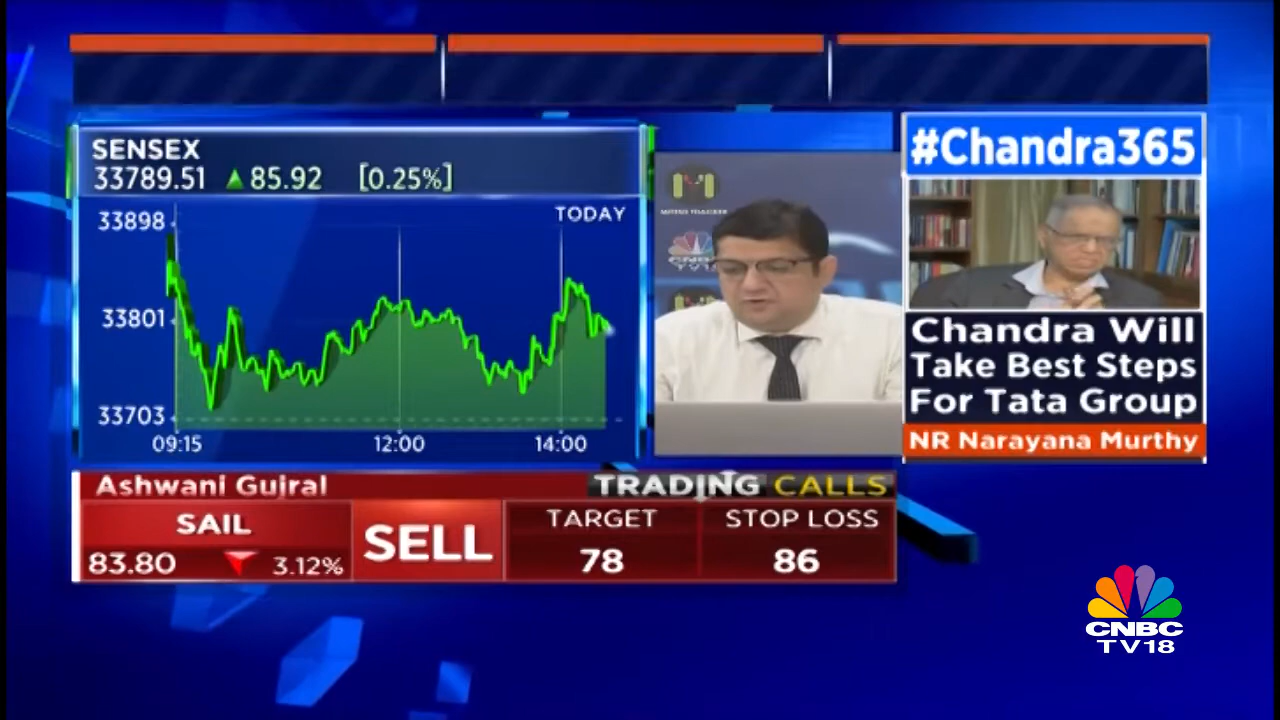 SENSEX
33789.51 ▲ 85.92 [0.25%]
TODAY
33898
33801
33703
09:15 12:00 14:00
CNBC
TV18
#Chandra365
Chandra Will
Take Best Steps
For Tata Group
NR Narayana Murthy
Ashwani Gujral
TRADING CALLS
SAIL
83.80 ▼ 3.12%
SELL
TARGET
78
STOP LOSS
86
CNBC
TV18